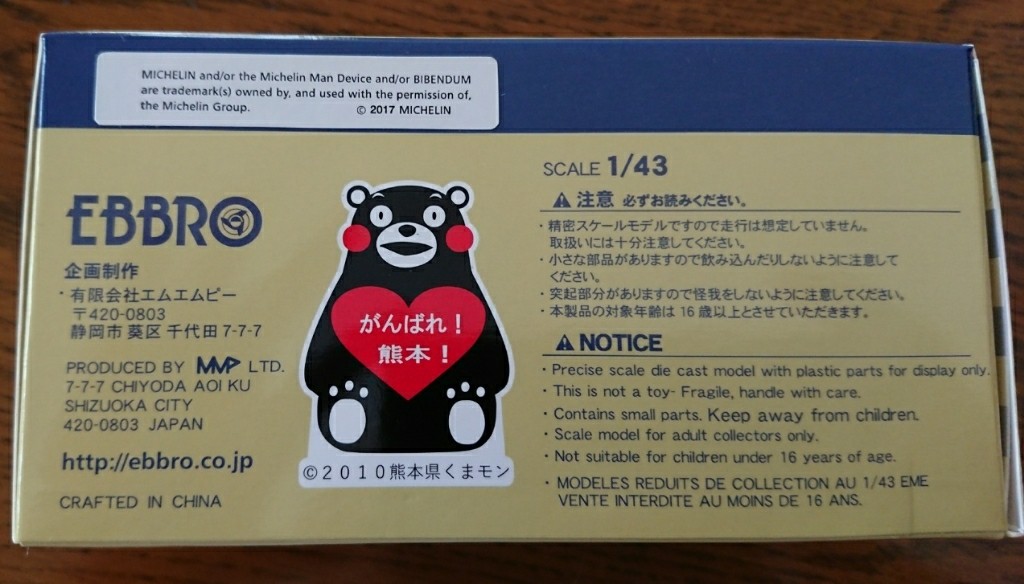 MICHELIN and/or the Michelin Man Device and/or BIBENDUM
are trademark(s) owned by, and used with the permission of,
the Michelin Group. © 2017 MICHELIN
EBBRO
企画制作
・有限会社エムエムピー
〒420-0803
静岡市 葵区 千代田 7-7-7
PRODUCED BY MMP LTD.
7-7-7 CHIYODA AOI KU
SHIZUOKA CITY
420-0803 JAPAN
http://ebbro.co.jp
CRAFTED IN CHINA
がんばれ！
熊本！
©2010熊本県くまモン
SCALE 1/43
注意 必ずお読みください。
・精密スケールモデルですので走行は想定していません。
取扱いには十分注意してください。
・小さな部品がありますので飲み込んだりしないように注意して
ください。
・突起部分がありますので怪我をしないように注意してください。
・本製品の対象年齢は 16 歳以上とさせていただきます。
NOTICE
・Precise scale die cast model with plastic parts for display only.
・This is not a toy- Fragile, handle with care.
・Contains small parts. Keep away from children.
・Scale model for adult collectors only.
・Not suitable for children under 16 years of age.
・MODELES REDUITS DE COLLECTION AU 1/43 EME
VENTE INTERDITE AU MOINS DE 16 ANS.